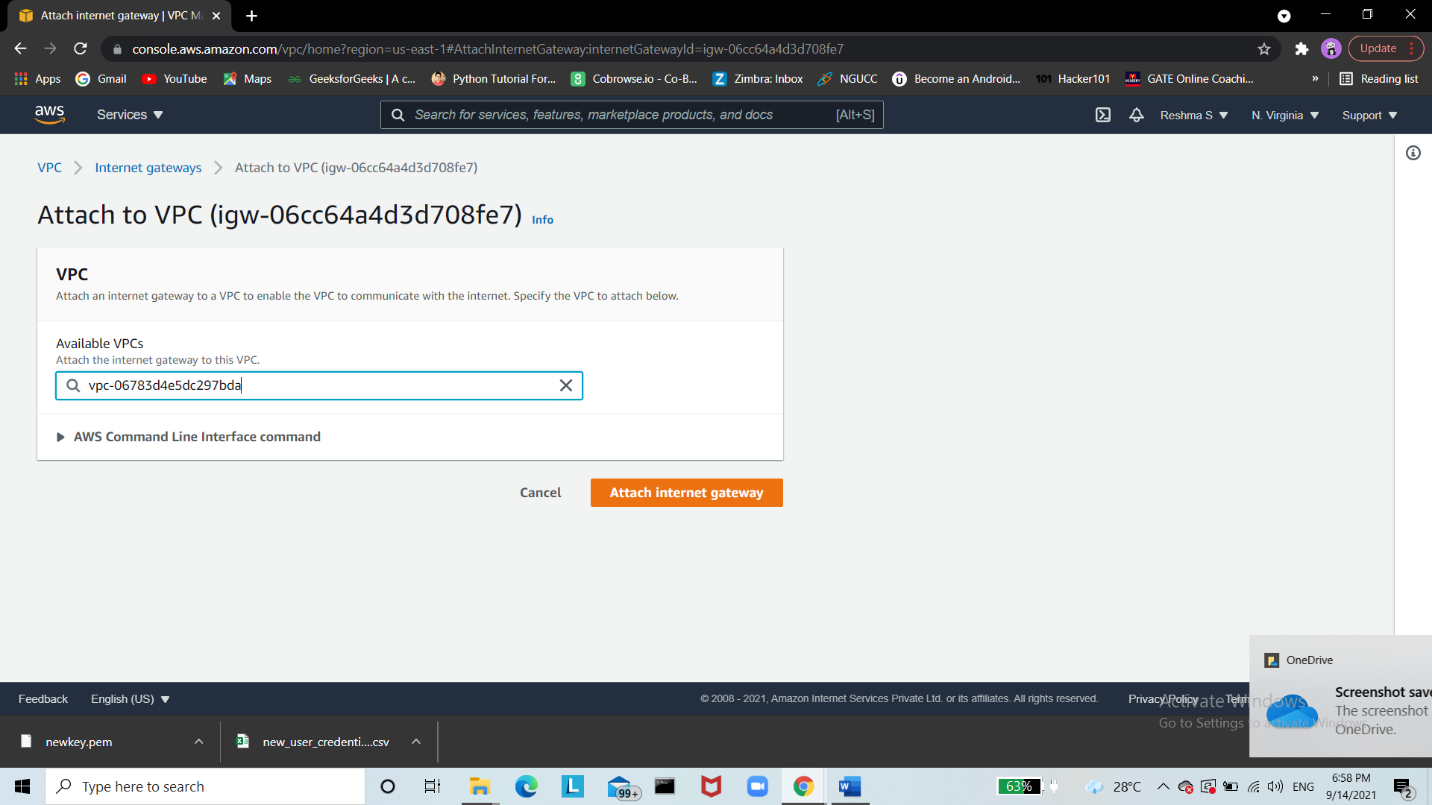 Attach internet gateway | VPC Ma
console.aws.amazon.com/vpc/home?region=us-east-1#AttachInternetGateway:internetGatewayId=igw-06cc64a4d3d708fe7
Update
Apps Gmail YouTube Maps GeeksforGeeks | A c... Python Tutorial For... Cobrowse.io - Co-B... Zimbra: Inbox NGUCC Become an Android... 101 Hacker101 GATE Online Coachi... » Reading list
aws Services Search for services, features, marketplace products, and docs [Alt+S] Reshma S N. Virginia Support
VPC Internet gateways Attach to VPC (igw-06cc64a4d3d708fe7)
Attach to VPC (igw-06cc64a4d3d708fe7) Info
VPC
Attach an internet gateway to a VPC to enable the VPC to communicate with the internet. Specify the VPC to attach below.
Available VPCs
Attach the internet gateway to this VPC.
vpc-06783d4e5dc297bda
AWS Command Line Interface command
Cancel Attach internet gateway
OneDrive
Screenshot save
The screenshot
OneDrive.
Feedback English (US) © 2008 - 2021, Amazon Internet Services Private Ltd. or its affiliates. All rights reserved. Privacy Policy
Activate Windows
Go to Settings to activate Windows.
newkey.pem new_user_credenti....csv
Type here to search L 99+ 63% 28°C ENG 6:58 PM
9/14/2021 2